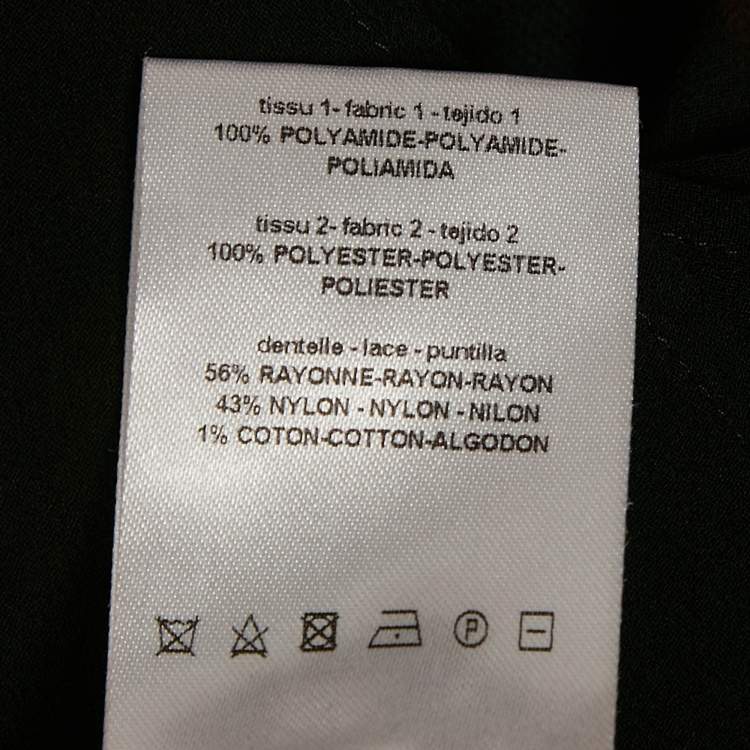 tissu 1- fabric 1 - tejido 1
100% POLYAMIDE-POLYAMIDE-
POLIAMIDA
tissu 2- fabric 2 - tejido 2
100% POLYESTER-POLYESTER-
POLIESTER
dentelle - lace - puntilla
56% RAYONNE-RAYON-RAYON
43% NYLON - NYLON - NILON
1% COTON-COTTON-ALGODON
P